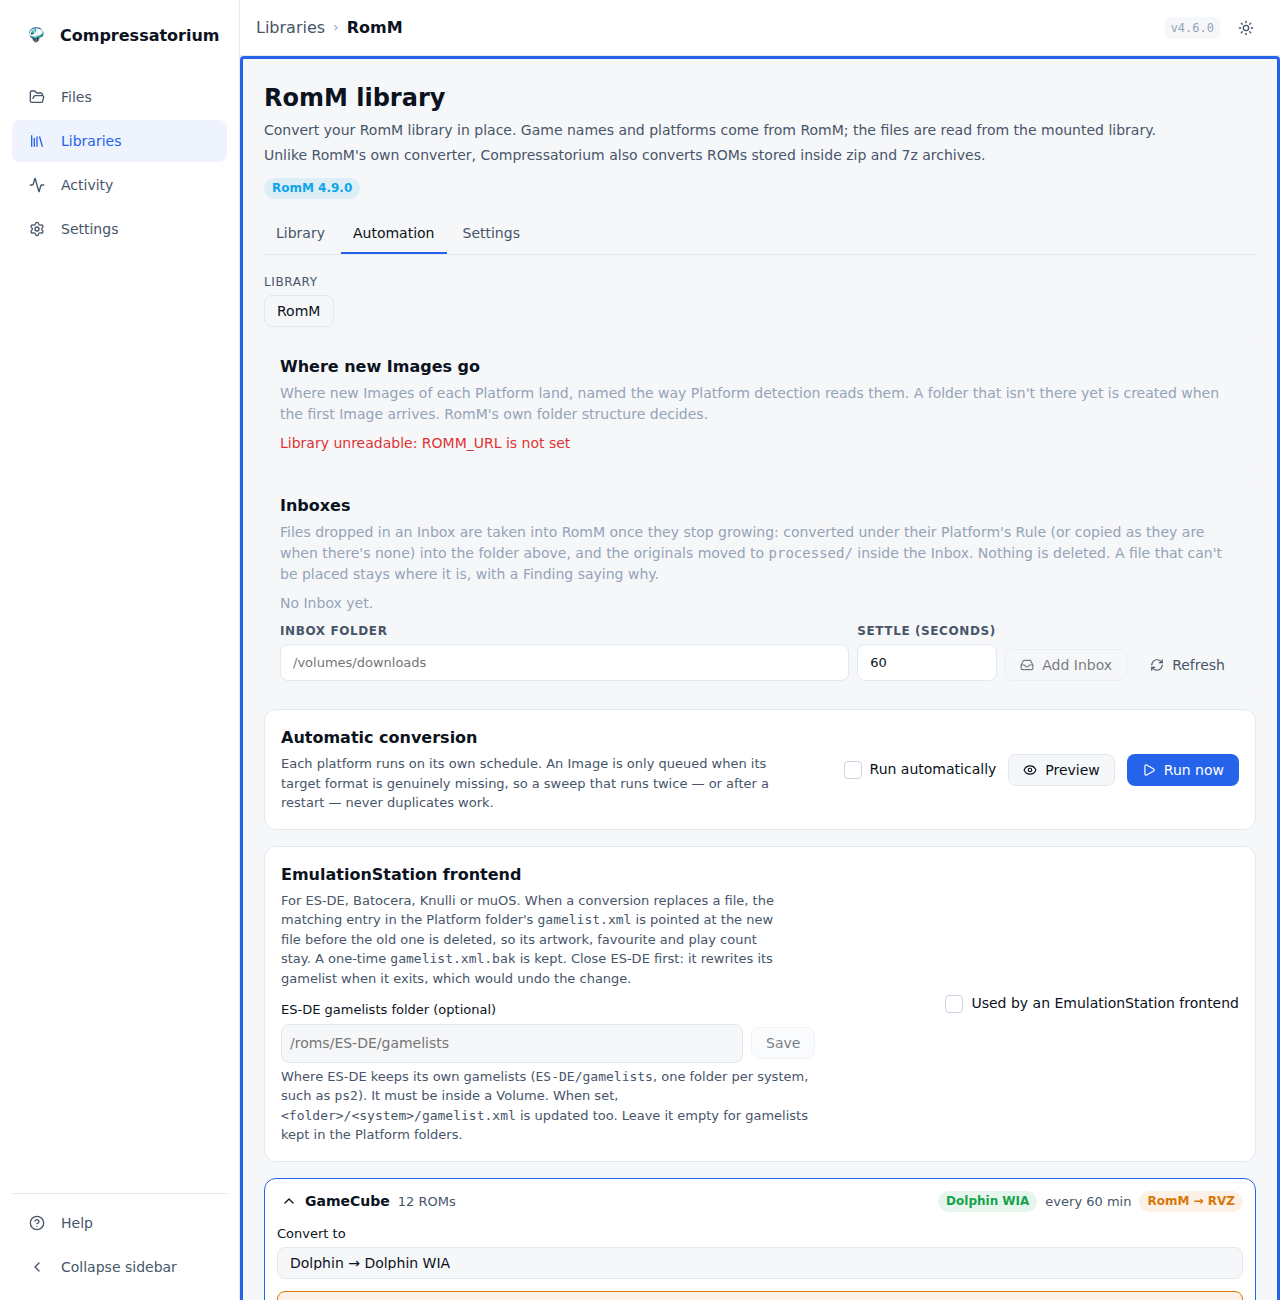 Compressatorium
Libraries › RomM
v4.6.0
Files
Libraries
Activity
Settings
RomM library
Convert your RomM library in place. Game names and platforms come from RomM; the files are read from the mounted library.
Unlike RomM's own converter, Compressatorium also converts ROMs stored inside zip and 7z archives.
RomM 4.9.0
Library
Automation
Settings
LIBRARY
RomM
Where new Images go
Where new Images of each Platform land, named the way Platform detection reads them. A folder that isn't there yet is created when
the first Image arrives. RomM's own folder structure decides.
Library unreadable: ROMM_URL is not set
Inboxes
Files dropped in an Inbox are taken into RomM once they stop growing: converted under their Platform's Rule (or copied as they are
when there's none) into the folder above, and the originals moved to processed/ inside the Inbox. Nothing is deleted. A file that can't
be placed stays where it is, with a Finding saying why.
No Inbox yet.
INBOX FOLDER
SETTLE (SECONDS)
/volumes/downloads
60
Add Inbox
Refresh
Automatic conversion
Each platform runs on its own schedule. An Image is only queued when its
target format is genuinely missing, so a sweep that runs twice — or after a
restart — never duplicates work.
Run automatically
Preview
Run now
EmulationStation frontend
For ES-DE, Batocera, Knulli or muOS. When a conversion replaces a file, the
matching entry in the Platform folder's gamelist.xml is pointed at the new
file before the old one is deleted, so its artwork, favourite and play count
stay. A one-time gamelist.xml.bak is kept. Close ES-DE first: it rewrites its
gamelist when it exits, which would undo the change.
ES-DE gamelists folder (optional)
/roms/ES-DE/gamelists
Save
Where ES-DE keeps its own gamelists (ES-DE/gamelists, one folder per system,
such as ps2). It must be inside a Volume. When set,
<folder>/<system>/gamelist.xml is updated too. Leave it empty for gamelists
kept in the Platform folders.
Used by an EmulationStation frontend
GameCube 12 ROMs
Dolphin WIA
every 60 min
RomM → RVZ
Convert to
Dolphin → Dolphin WIA
Help
Collapse sidebar